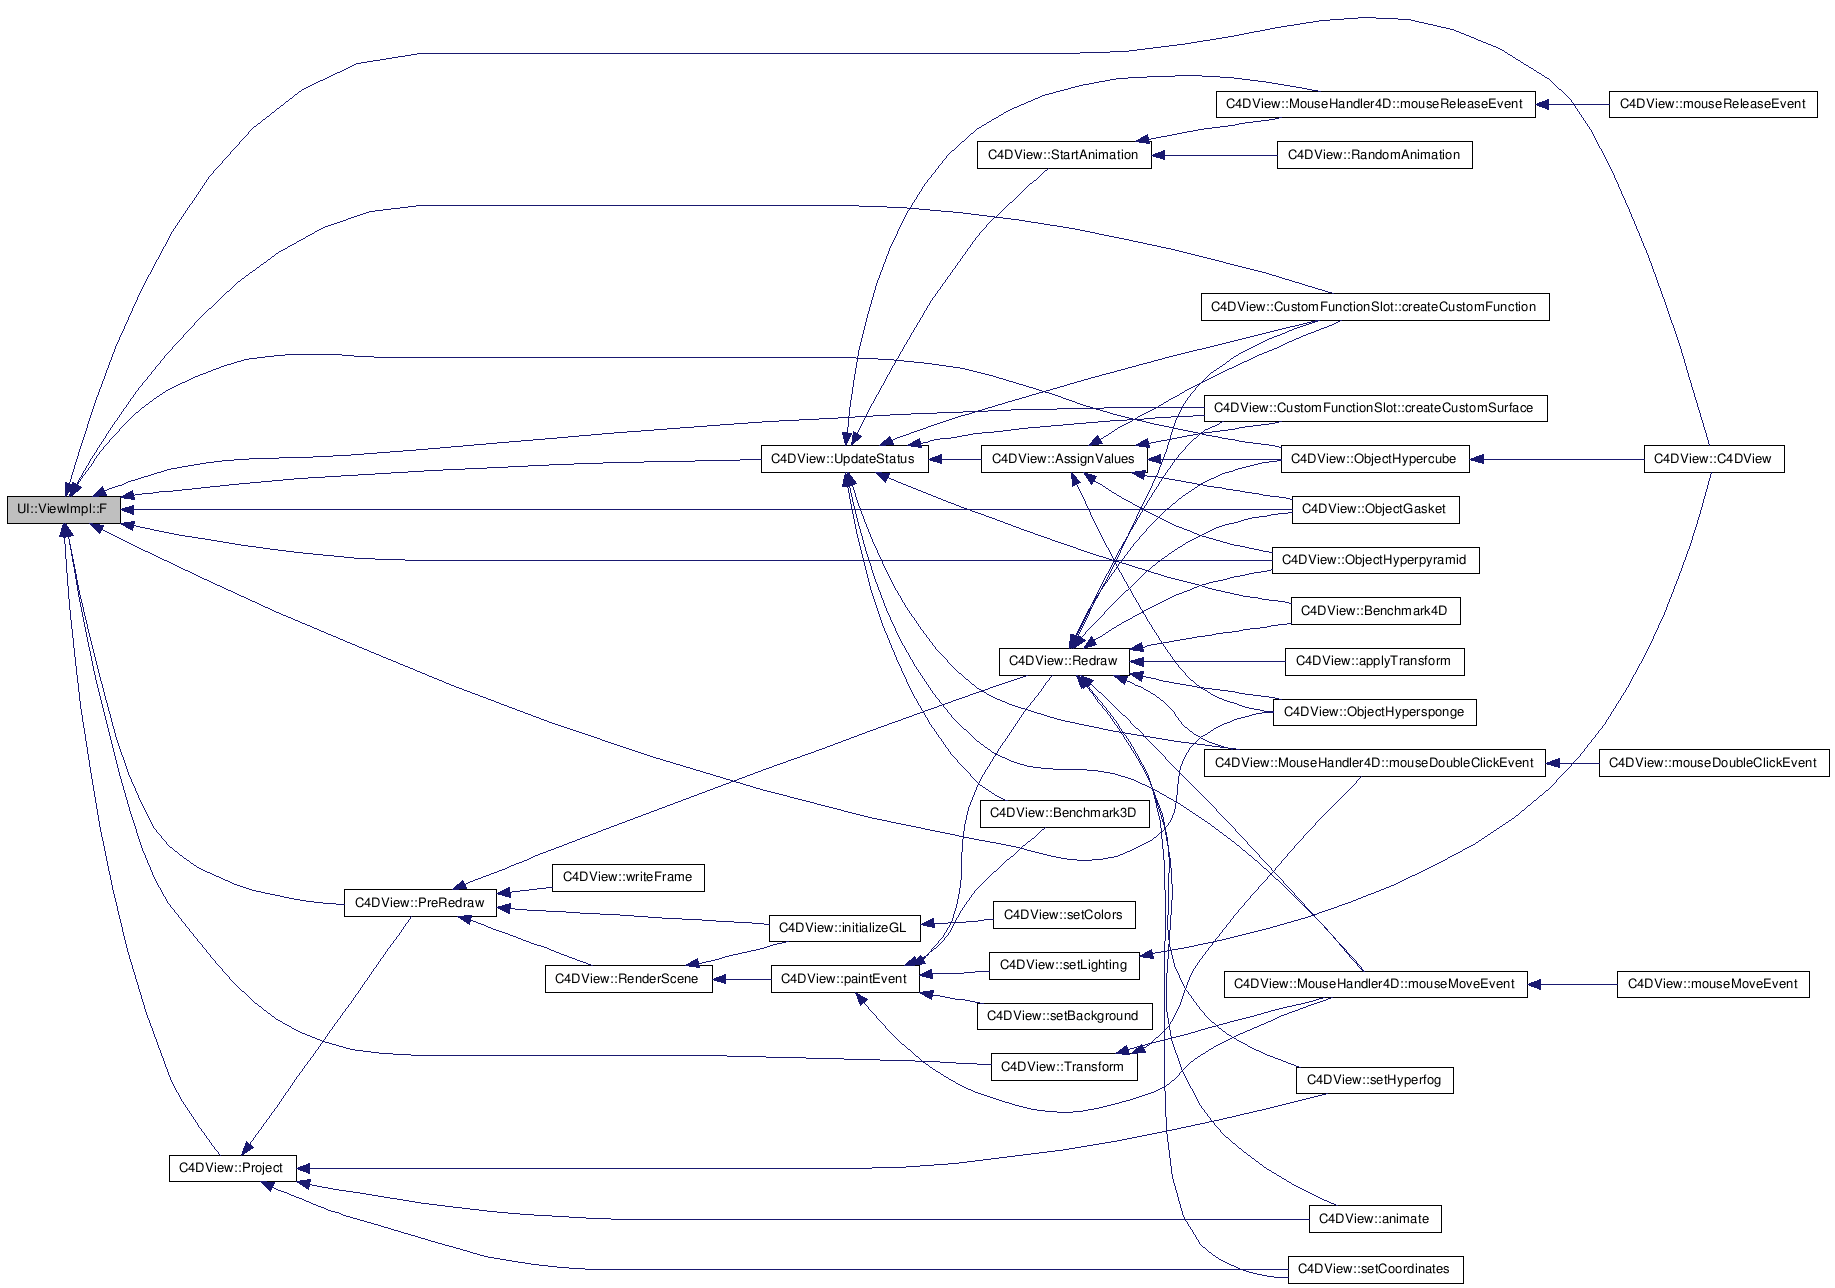 C4DView::MouseHandler4D::mouseReleaseEvent
C4DView::mouseReleaseEvent
C4DView::StartAnimation
C4DView::RandomAnimation
C4DView::CustomFunctionSlot::createCustomFunction
C4DView::CustomFunctionSlot::createCustomSurface
C4DView::UpdateStatus
C4DView::AssignValues
C4DView::ObjectHypercube
C4DView::C4DView
UI::ViewImpl::F
C4DView::ObjectGasket
C4DView::ObjectHyperpyramid
C4DView::Benchmark4D
C4DView::Redraw
C4DView::applyTransform
C4DView::ObjectHypersponge
C4DView::MouseHandler4D::mouseDoubleClickEvent
C4DView::mouseDoubleClickEvent
C4DView::Benchmark3D
C4DView::writeFrame
C4DView::PreRedraw
C4DView::setColors
C4DView::initializeGL
C4DView::setLighting
C4DView::RenderScene
C4DView::paintEvent
C4DView::MouseHandler4D::mouseMoveEvent
C4DView::mouseMoveEvent
C4DView::setBackground
C4DView::Transform
C4DView::setHyperfog
C4DView::Project
C4DView::animate
C4DView::setCoordinates